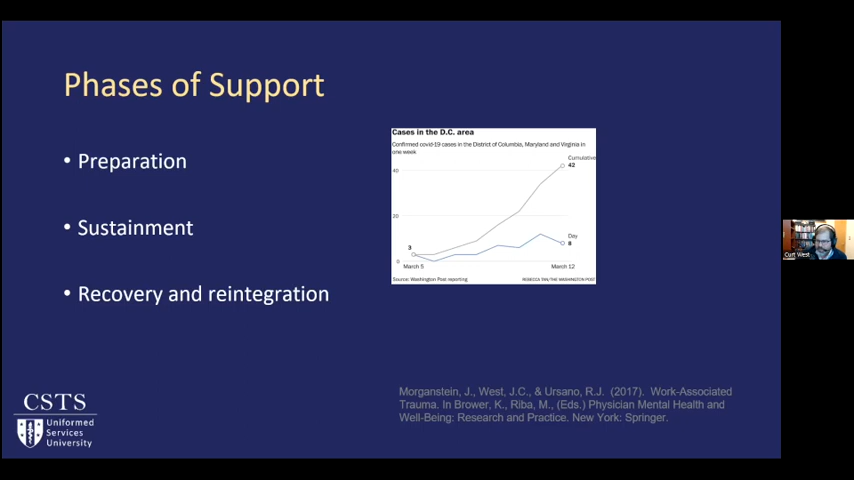 Phases of Support
• Preparation
• Sustainment
• Recovery and reintegration
Cases in the D.C. area
Confirmed covid-19 cases in the District of Columbia, Maryland and Virginia in
one week
Cumulative
42
40
20
Day
8
3
0
March 5
March 12
Source: Washington Post reporting
REBECCA TAN/THE WASHINGTON POST
Morganstein, J., West, J.C., & Ursano, R.J. (2017). Work-Associated
Trauma. In Brower, K., Riba, M., (Eds.) Physician Mental Health and
Well-Being: Research and Practice. New York: Springer.
CSTS
Uniformed
Services
University
Curt West